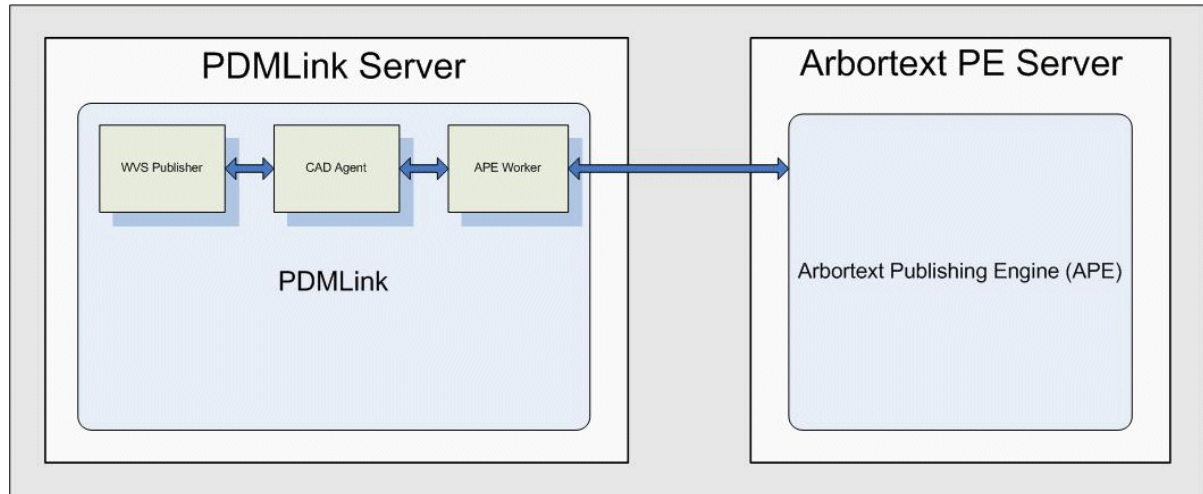 PDMLink Server
WVS Publisher
CAD Agent
APE Worker
PDMLink
Arbortext PE Server
Arbortext Publishing Engine (APE)